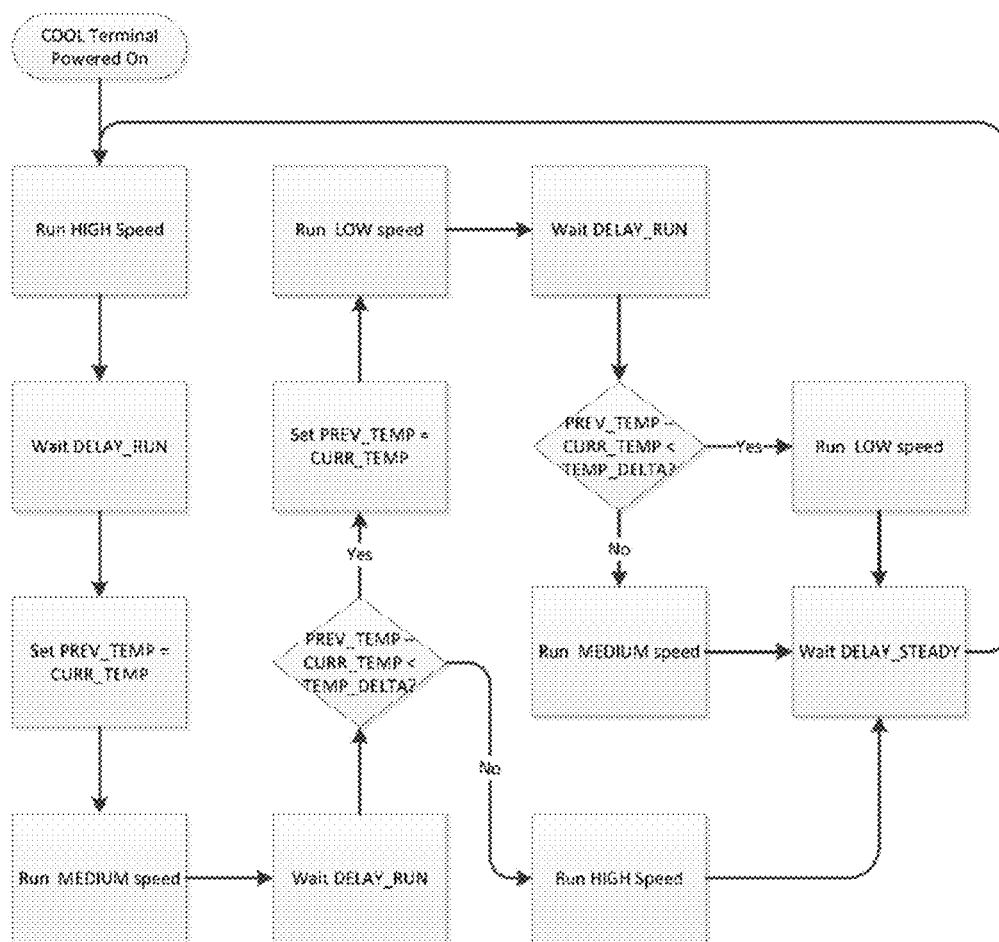 COOL Terminal
Powered On
Run HIGH Speed
Wait DELAY_RUN
Set PREV_TEMP =
CURR_TEMP
Run MEDIUM speed
Wait DELAY_RUN
PREV_TEMP –
CURR_TEMP <
TEMP_DELTA?
Yes
Set PREV_TEMP =
CURR_TEMP
Run LOW speed
Wait DELAY_RUN
PREV_TEMP –
CURR_TEMP <
TEMP_DELTA?
Yes
Run LOW speed
No
Run MEDIUM speed
Wait DELAY_STEADY
No
Run HIGH Speed